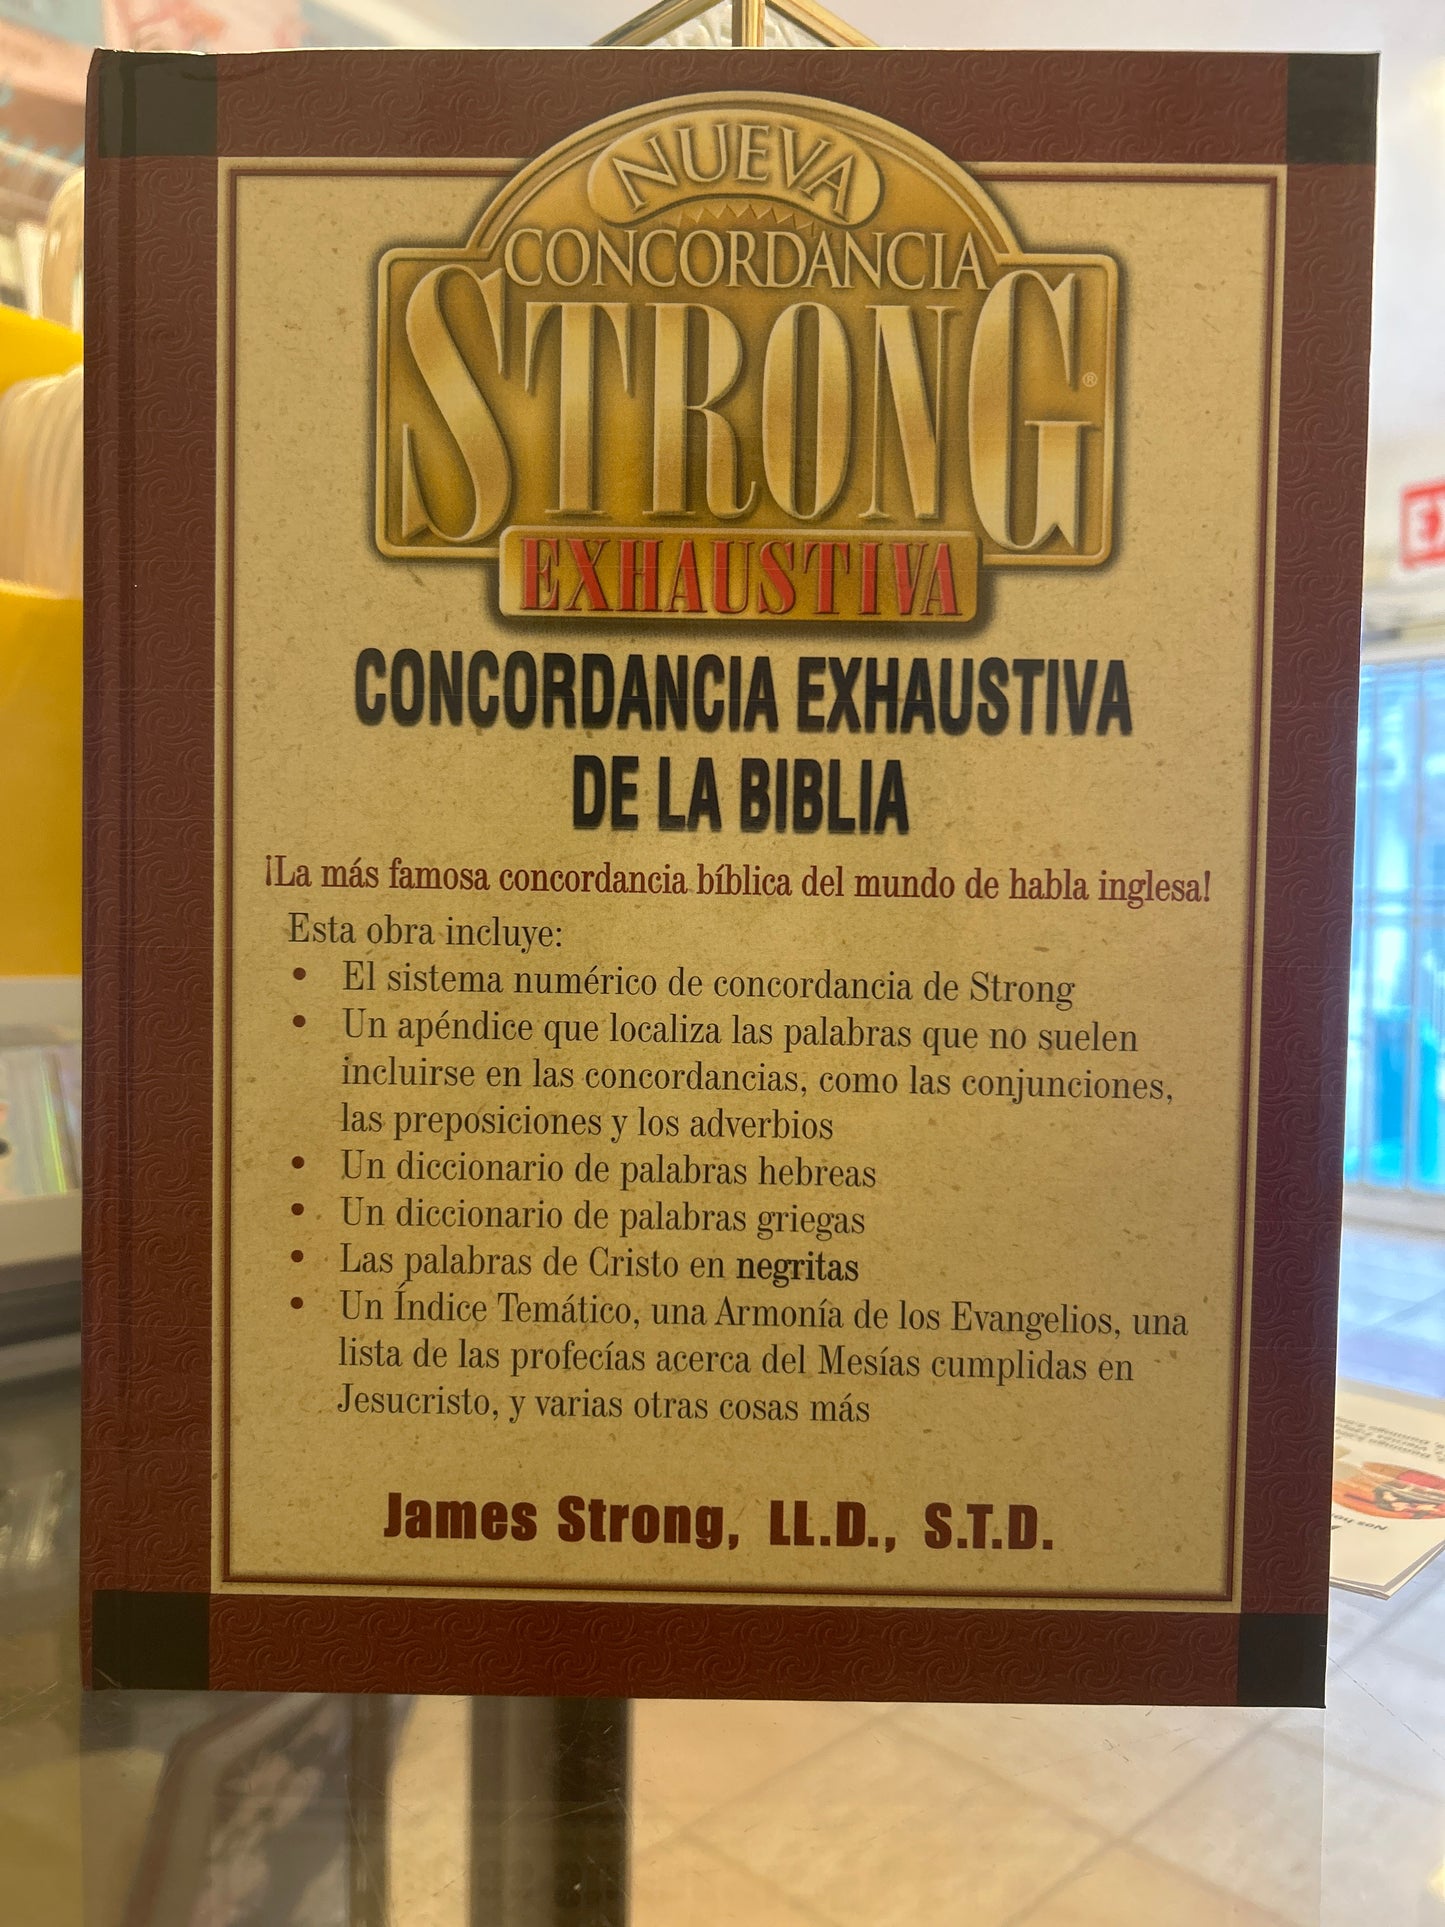 NUEVA
CONCORDANCIA
STRONG®
EXHAUSTIVA
CONCORDANCIA EXHAUSTIVA
DE LA BIBLIA
¡La más famosa concordancia bíblica del mundo de habla inglesa!
Esta obra incluye:
• El sistema numérico de concordancia de Strong
• Un apéndice que localiza las palabras que no suelen
incluirse en las concordancias, como las conjunciones,
las preposiciones y los adverbios
• Un diccionario de palabras hebreas
• Un diccionario de palabras griegas
• Las palabras de Cristo en negritas
• Un Índice Temático, una Armonía de los Evangelios, una
lista de las profecías acerca del Mesías cumplidas en
Jesucristo, y varias otras cosas más
James Strong, LL.D., S.T.D.